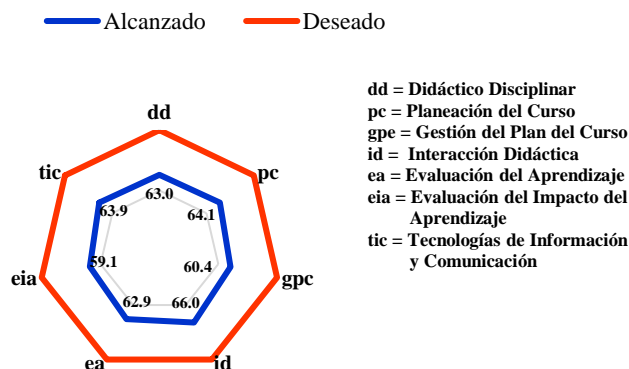 Alcanzado Deseado
dd
tic
pc
63.0
63.9
64.1
59.1
60.4
62.9
66.0
eia
gpc
ea
id
dd = Didáctico Disciplinar
pc = Planeación del Curso
gpe = Gestión del Plan del Curso
id = Interacción Didáctica
ea = Evaluación del Aprendizaje
eia = Evaluación del Impacto del
Aprendizaje
tic = Tecnologías de Información
y Comunicación